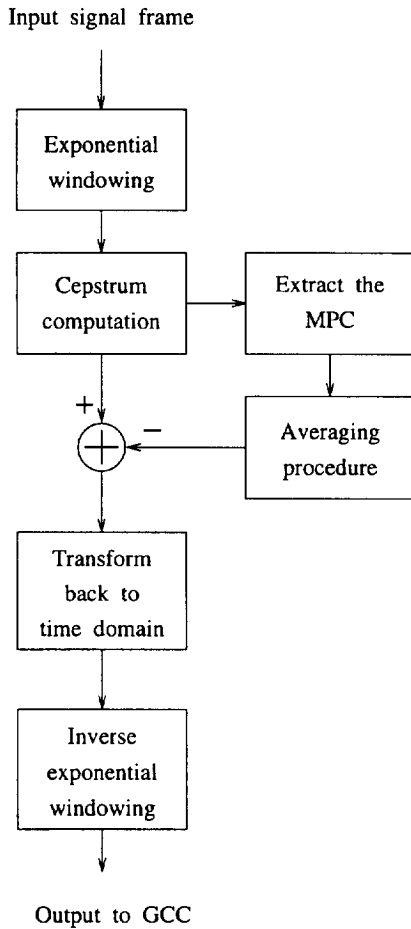 Input signal frame
Exponential
windowing
Cepstrum
computation
Extract the
MPC
+
−
Averaging
procedure
Transform
back to
time domain
Inverse
exponential
windowing
Output to GCC